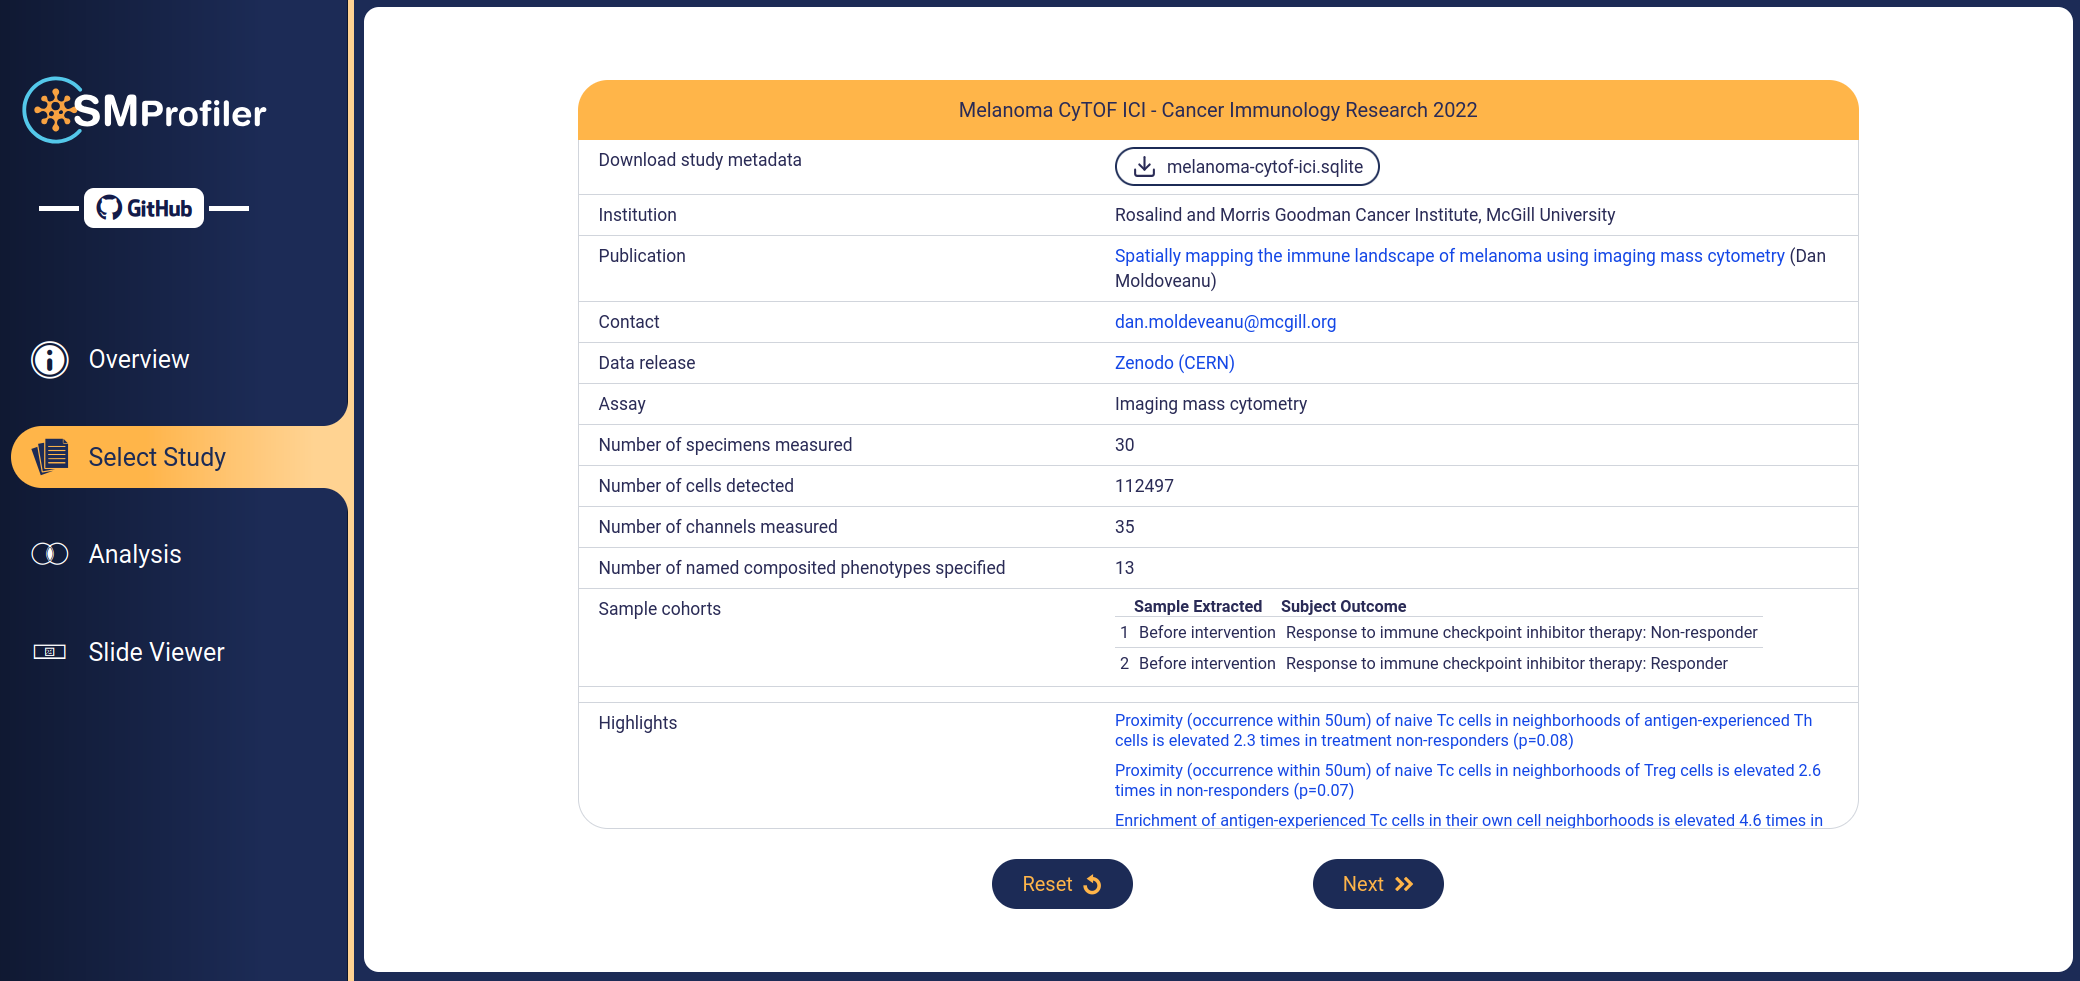 SMProfiler
GitHub
Overview
Select Study
Analysis
Slide Viewer
Melanoma CyTOF ICI - Cancer Immunology Research 2022
Download study metadata melanoma-cytof-ici.sqlite
Institution Rosalind and Morris Goodman Cancer Institute, McGill University
Publication Spatially mapping the immune landscape of melanoma using imaging mass cytometry (Dan
Moldoveanu)
Contact dan.moldeveanu@mcgill.org
Data release Zenodo (CERN)
Assay Imaging mass cytometry
Number of specimens measured 30
Number of cells detected 112497
Number of channels measured 35
Number of named composited phenotypes specified 13
Sample cohorts Sample Extracted Subject Outcome
1 Before intervention Response to immune checkpoint inhibitor therapy: Non-responder
2 Before intervention Response to immune checkpoint inhibitor therapy: Responder
Highlights Proximity (occurrence within 50um) of naive Tc cells in neighborhoods of antigen-experienced Th
cells is elevated 2.3 times in treatment non-responders (p=0.08)
Proximity (occurrence within 50um) of naive Tc cells in neighborhoods of Treg cells is elevated 2.6
times in non-responders (p=0.07)
Enrichment of antigen-experienced Tc cells in their own cell neighborhoods is elevated 4.6 times in
Reset Next